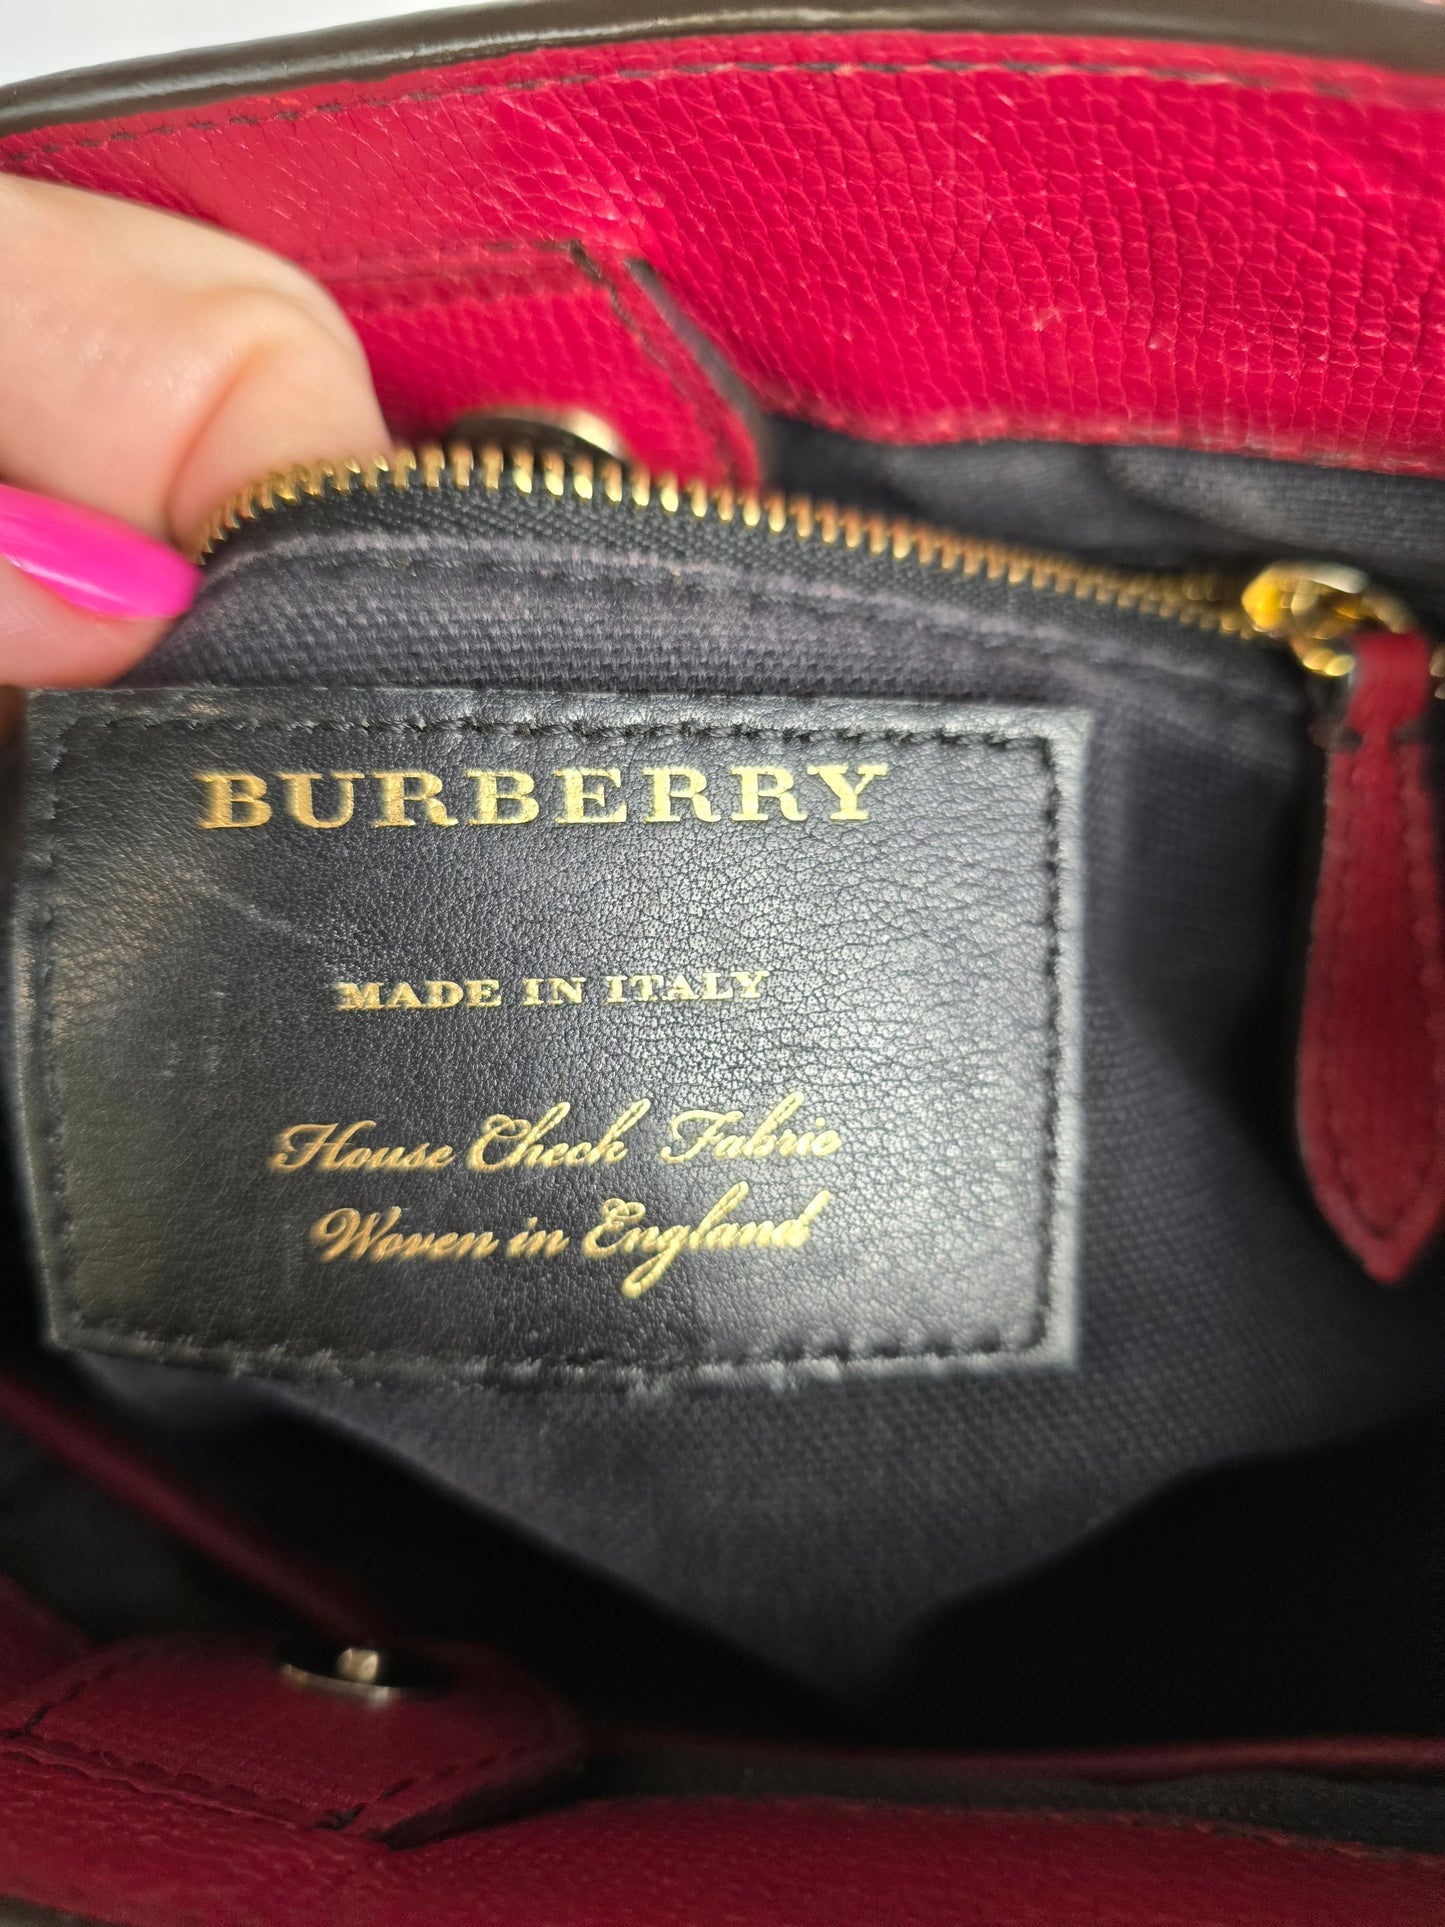 BURBERRY
MADE IN ITALY
House Check Fabric
Woven in England